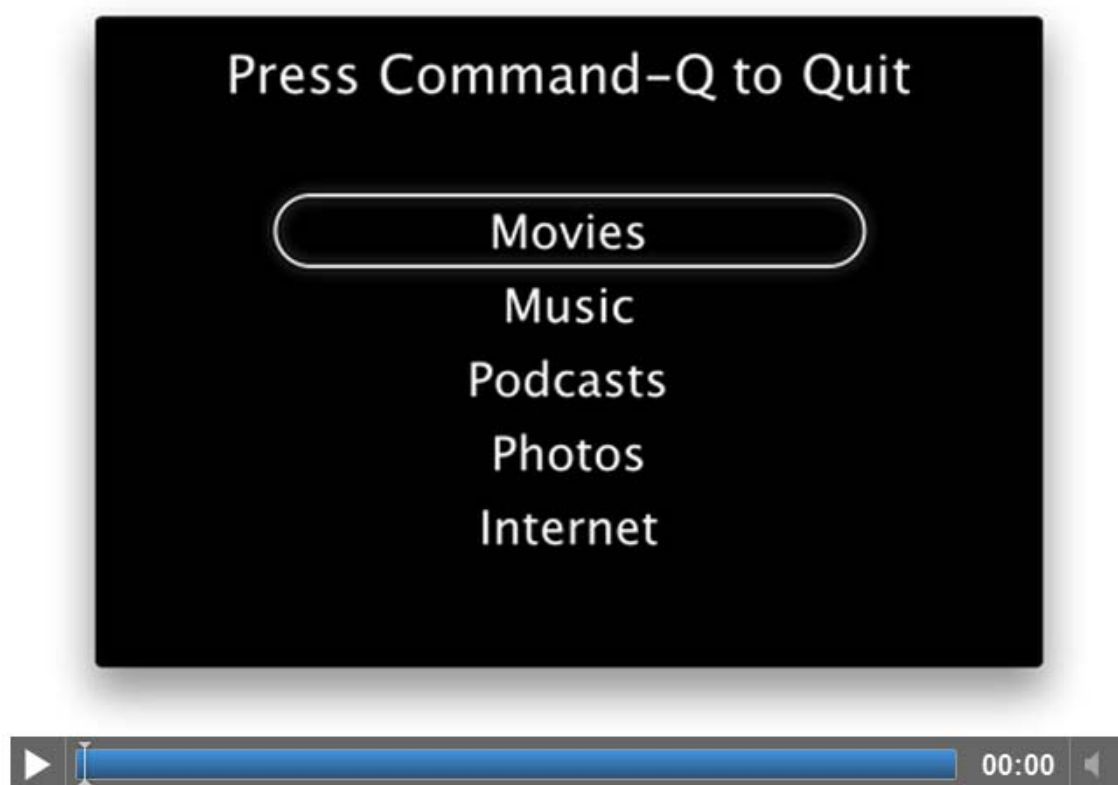 Press Command-Q to Quit
Movies
Music
Podcasts
Photos
Internet
00:00